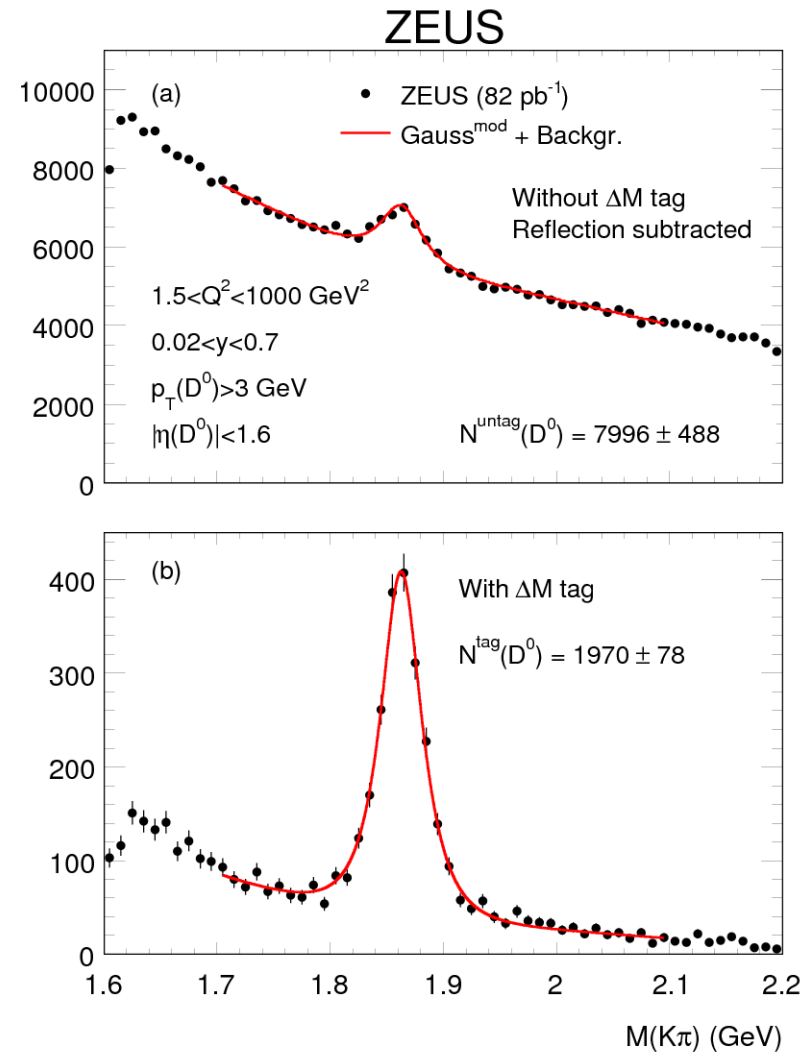 ZEUS
(a)
ZEUS (82 pb⁻¹)
Gauss^mod + Backgr.
Without ΔM tag
Reflection subtracted
1.5<Q²<1000 GeV²
0.02<y<0.7
p_T(D⁰)>3 GeV
|η(D⁰)|<1.6
N^untag(D⁰) = 7996 ± 488
10000
8000
6000
4000
2000
0
(b)
With ΔM tag
N^tag(D⁰) = 1970 ± 78
400
300
200
100
0
1.6 1.7 1.8 1.9 2 2.1 2.2
M(Kπ) (GeV)